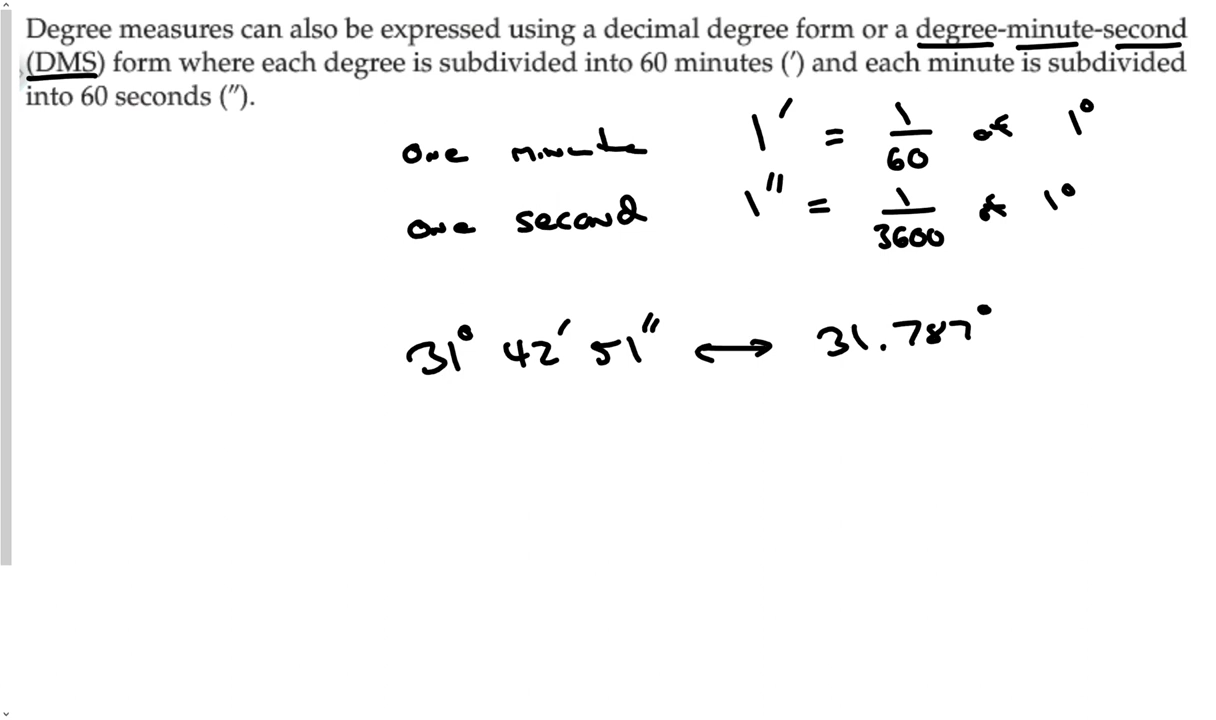 Degree measures can also be expressed using a decimal degree form or a degree-minute-second
(DMS) form where each degree is subdivided into 60 minutes (′) and each minute is subdivided
into 60 seconds (″).
One minute 1′ = 1/60 of 1°
One second 1″ = 1/3600 of 1°
31° 42′ 51″ ↔ 31.787°